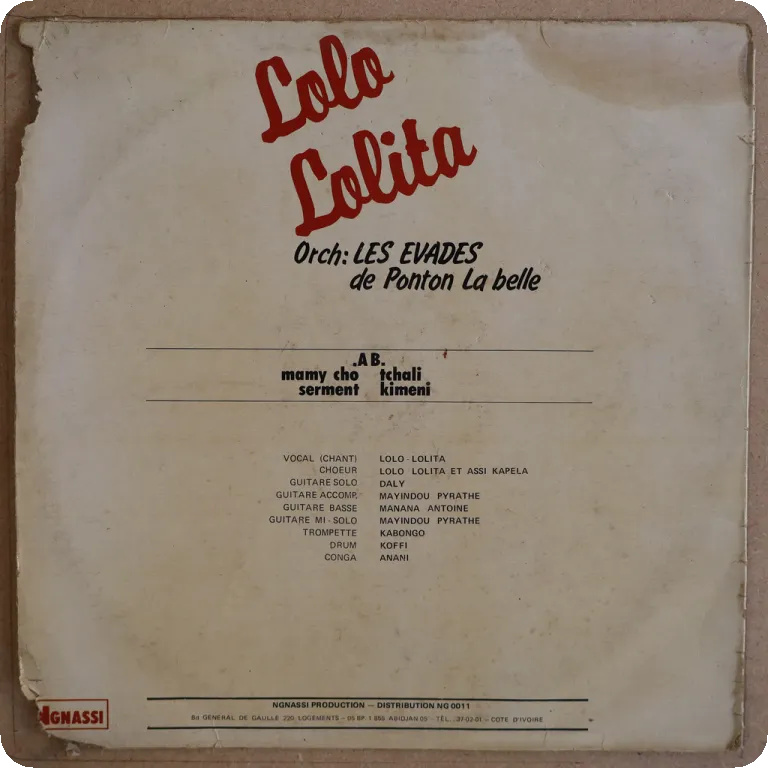 Lolo
Lolita
Orch: LES EVADES
de Ponton La belle
.A B.
mamy cho tchali
serment kimeni
VOCAL (CHANT) LOLO - LOLITA
CHOEUR LOLO LOLITA ET ASSI KAPELA
GUITARE SOLO DALY
GUITARE ACCOMP. MAYINDOU PYRATHE
GUITARE BASSE MANANA ANTOINE
GUITARE MI - SOLO MAYINDOU PYRATHE
TROMPETTE KABONGO
DRUM KOFFI
CONGA ANANI
NGNASSI PRODUCTION — DISTRIBUTION NG 0011
Bd GENERAL DE GAULLE 220 LOGEMENTS - 05 BP. 1 855 ABIDJAN 05 - TEL. :37-02-01 - COTE D'IVOIRE
NGNASSI